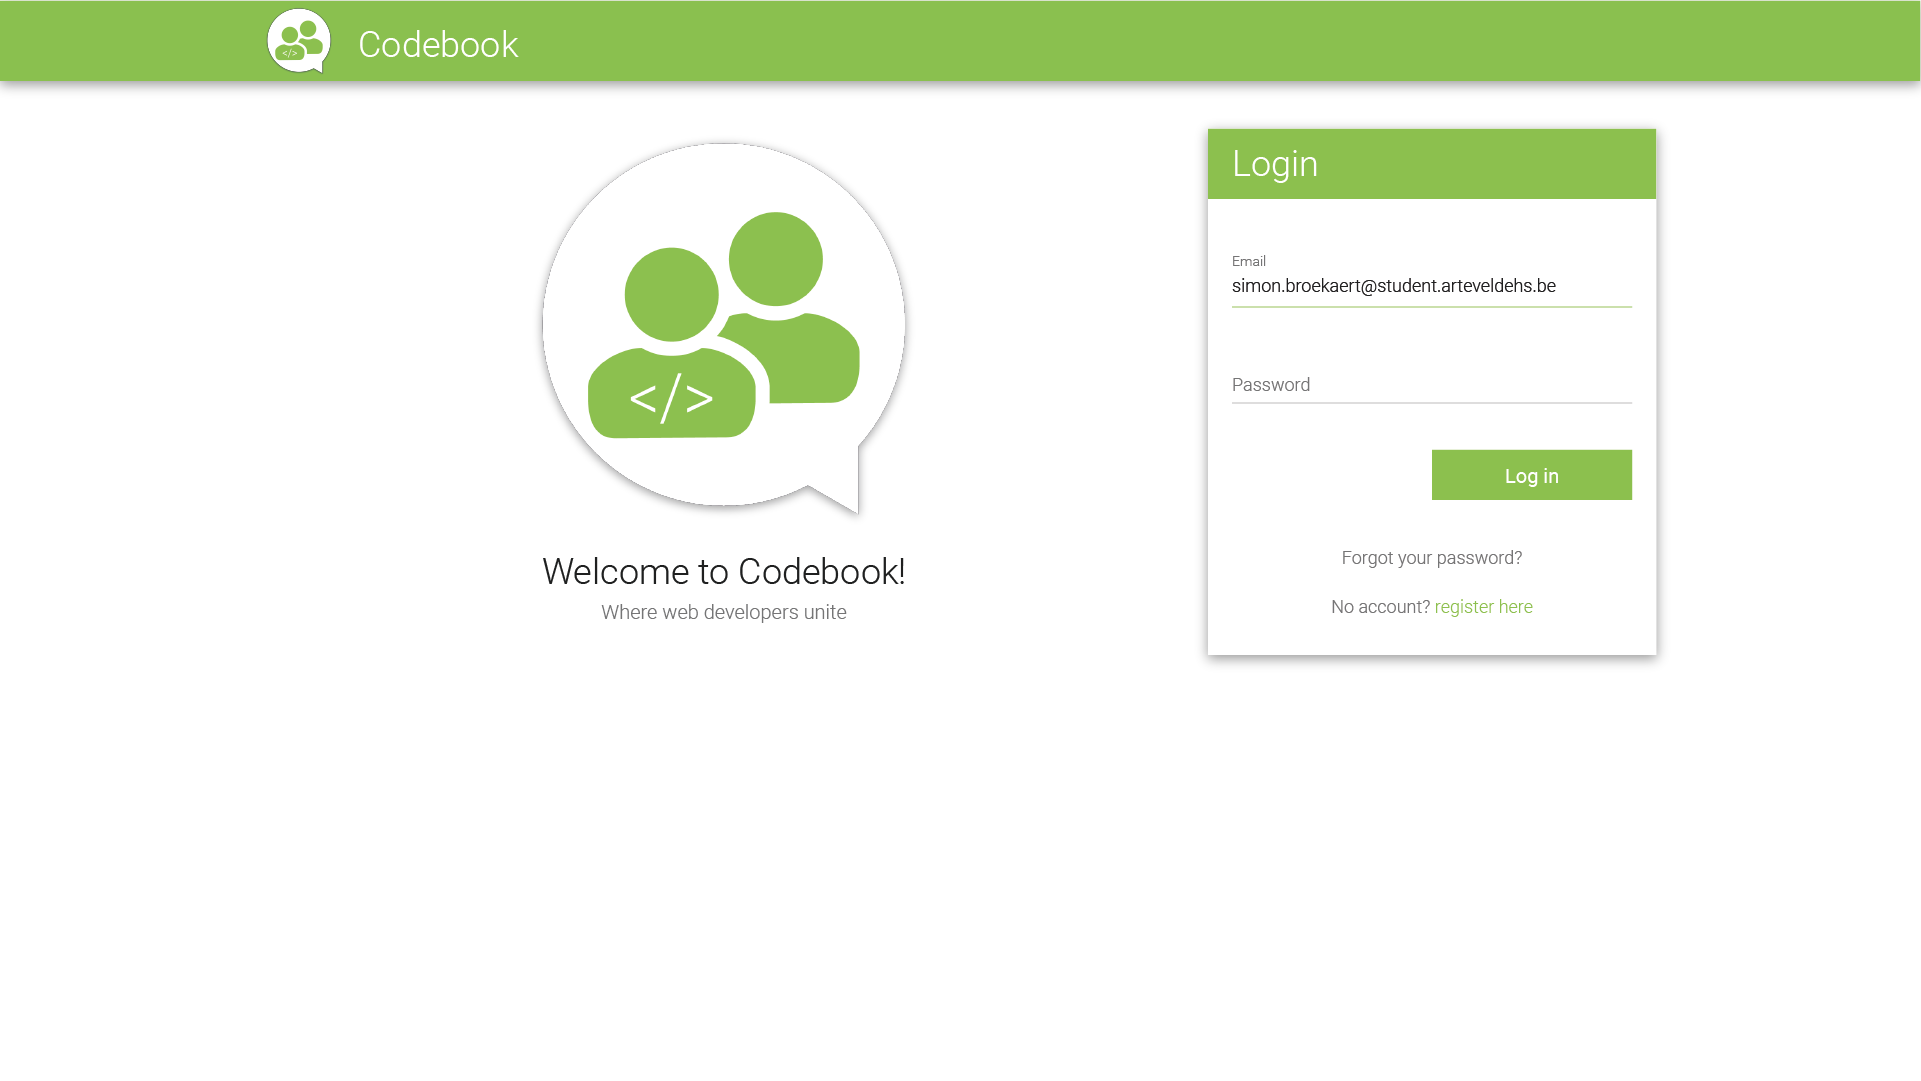 </>
Codebook
</>
Welcome to Codebook!
Where web developers unite
Login
Email
simon.broekaert@student.arteveldehs.be
Password
Log in
Forgot your password?
No account? register here